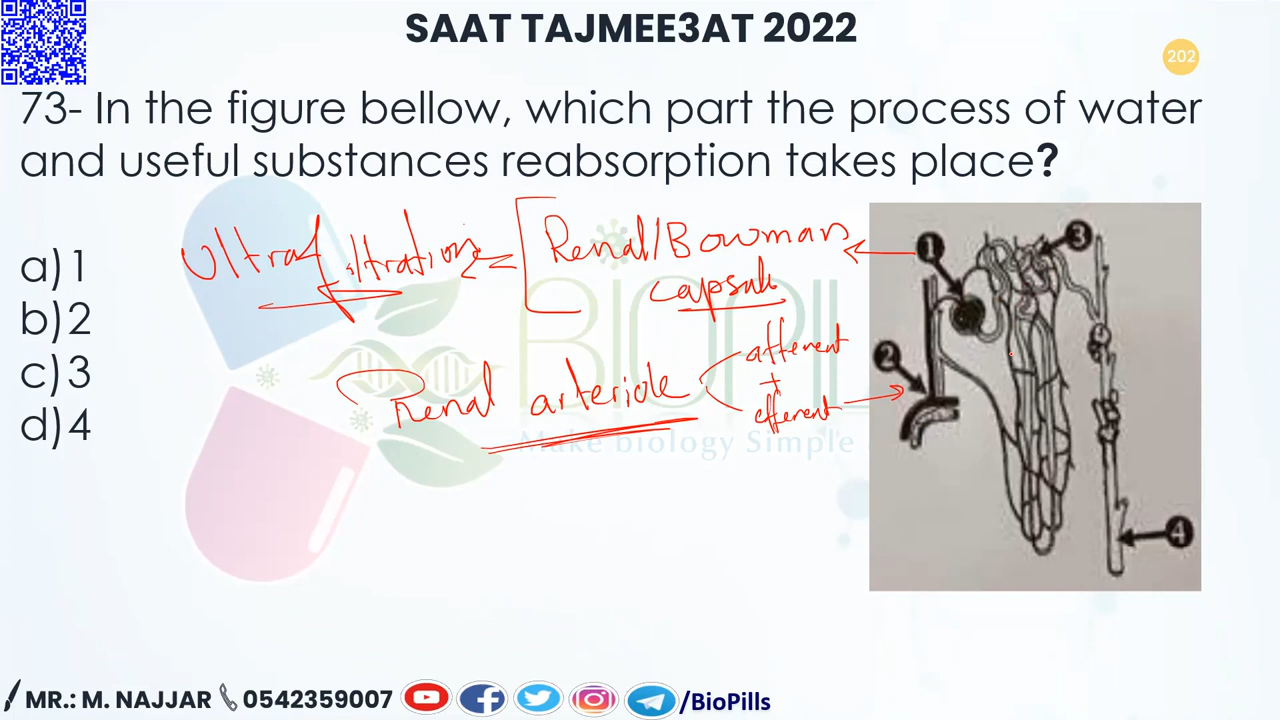 SAAT TAJMEE3AT 2022
202
73- In the figure bellow, which part the process of water
and useful substances reabsorption takes place?
a)1
b)2
c)3
d)4
Ultrafiltration
Renal/Bowman
capsule
Renal arteriole
afferent
+
efferent
BIOPIL
Make biology Simple
1
3
2
4
MR.: M. NAJJAR 0542359007 /BioPills